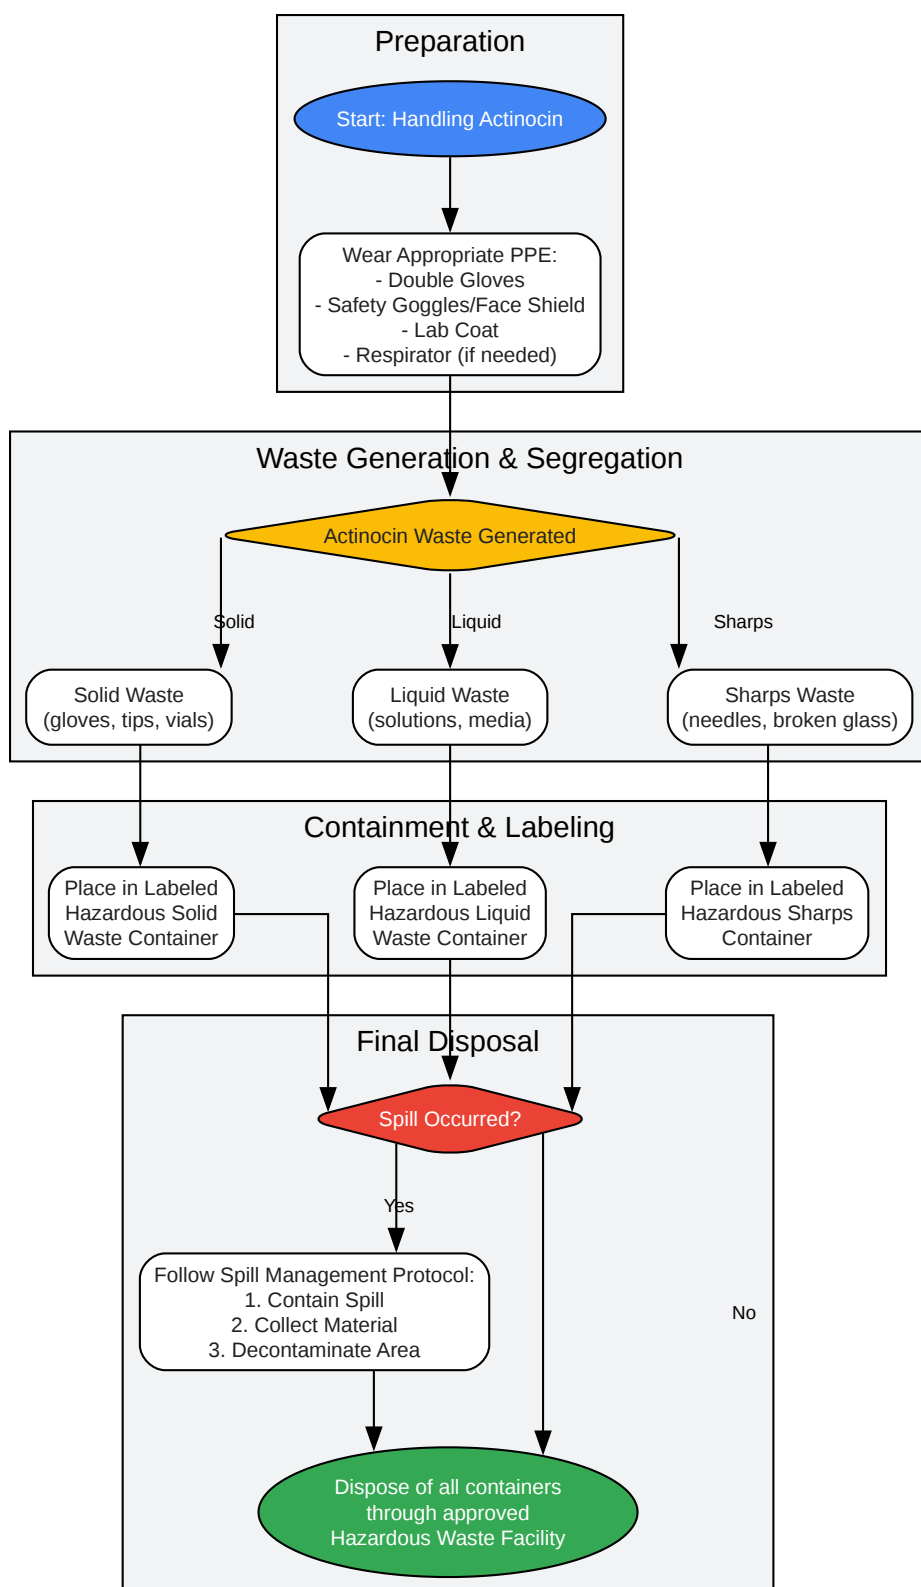 Preparation
Start: Handling Actinocin
Wear Appropriate PPE:
- Double Gloves
- Safety Goggles/Face Shield
- Lab Coat
- Respirator (if needed)
Waste Generation & Segregation
Actinocin Waste Generated
Solid
Liquid
Sharps
Solid Waste
(gloves, tips, vials)
Liquid Waste
(solutions, media)
Sharps Waste
(needles, broken glass)
Containment & Labeling
Place in Labeled
Hazardous Solid
Waste Container
Place in Labeled
Hazardous Liquid
Waste Container
Place in Labeled
Hazardous Sharps
Container
Final Disposal
Spill Occurred?
Yes
Follow Spill Management Protocol:
1. Contain Spill
2. Collect Material
3. Decontaminate Area
No
Dispose of all containers
through approved
Hazardous Waste Facility